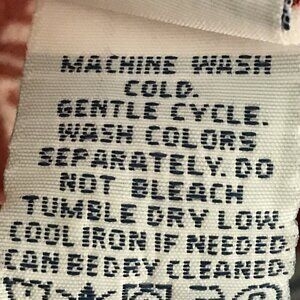 MACHINE WASH
COLD.
GENTLE CYCLE.
WASH COLORS
SEPARATELY. DO
NOT BLEACH
TUMBLE DRY LOW.
COOL IRON IF NEEDED.
CAN BE DRY CLEANED.